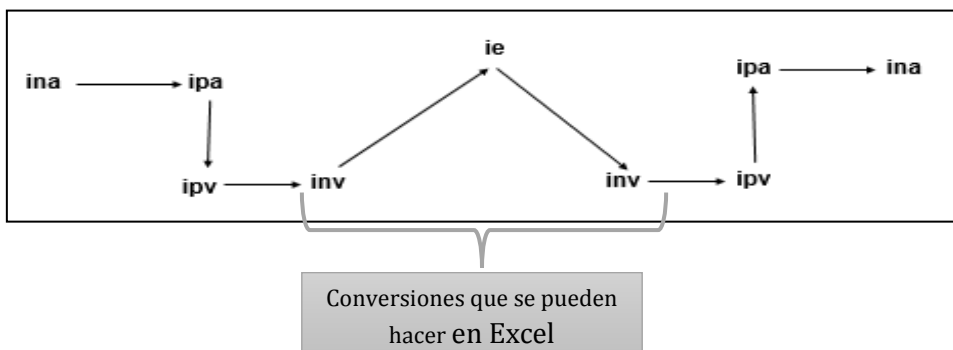 ie
ina
ipa
ipa
ina
ipv
inv
inv
ipv
Conversiones que se pueden
hacer en Excel